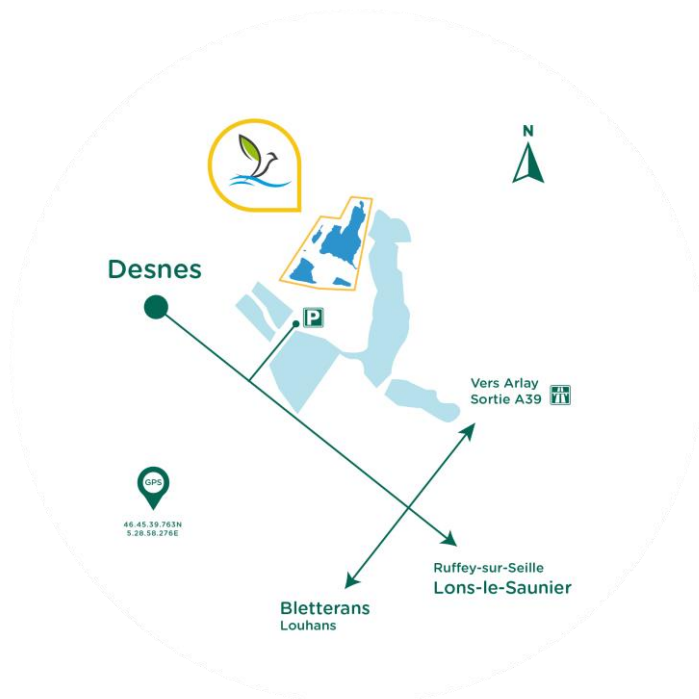 N
Desnes
P
Vers Arlay
Sortie A39
GPS
46.45.39.763N
5.28.58.276E
Ruffey-sur-Seille
Lons-le-Saunier
Bletterans
Louhans